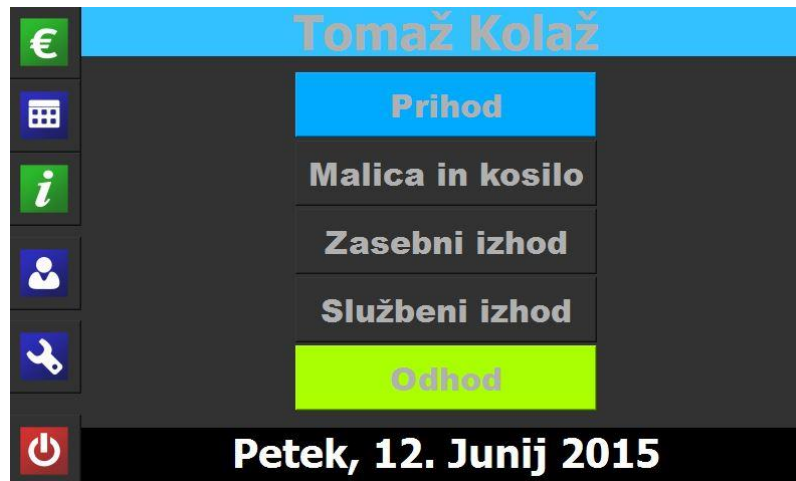 Tomaž Kolaž
Prihod
Malica in kosilo
Zasebni izhod
Službeni izhod
Odhod
Petek, 12. Junij 2015